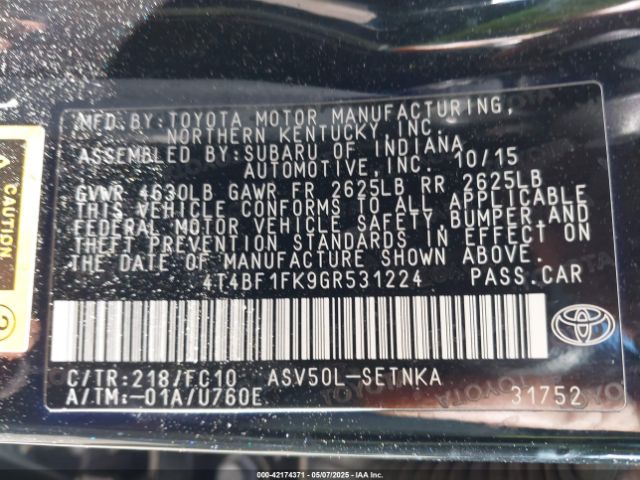 MFD.BY:TOYOTA MOTOR MANUFACTURING,
NORTHERN KENTUCKY,INC.
ASSEMBLED BY:SUBARU OF INDIANA
AUTOMOTIVE,INC. 10/15
GVWR 4630LB GAWR FR 2625LB RR 2625LB
THIS VEHICLE CONFORMS TO ALL APPLICABLE
FEDERAL MOTOR VEHICLE SAFETY,BUMPER,AND
THEFT PREVENTION STANDARDS IN EFFECT ON
THE DATE OF MANUFACTURE SHOWN ABOVE.
4T4BF1FK9GR531224 PASS.CAR
C/TR:218/FC10 ASV50L-SETNKA
A/TM:-01A/U760E 31752
000-42174371 - 05/07/2025 - IAAI.COM